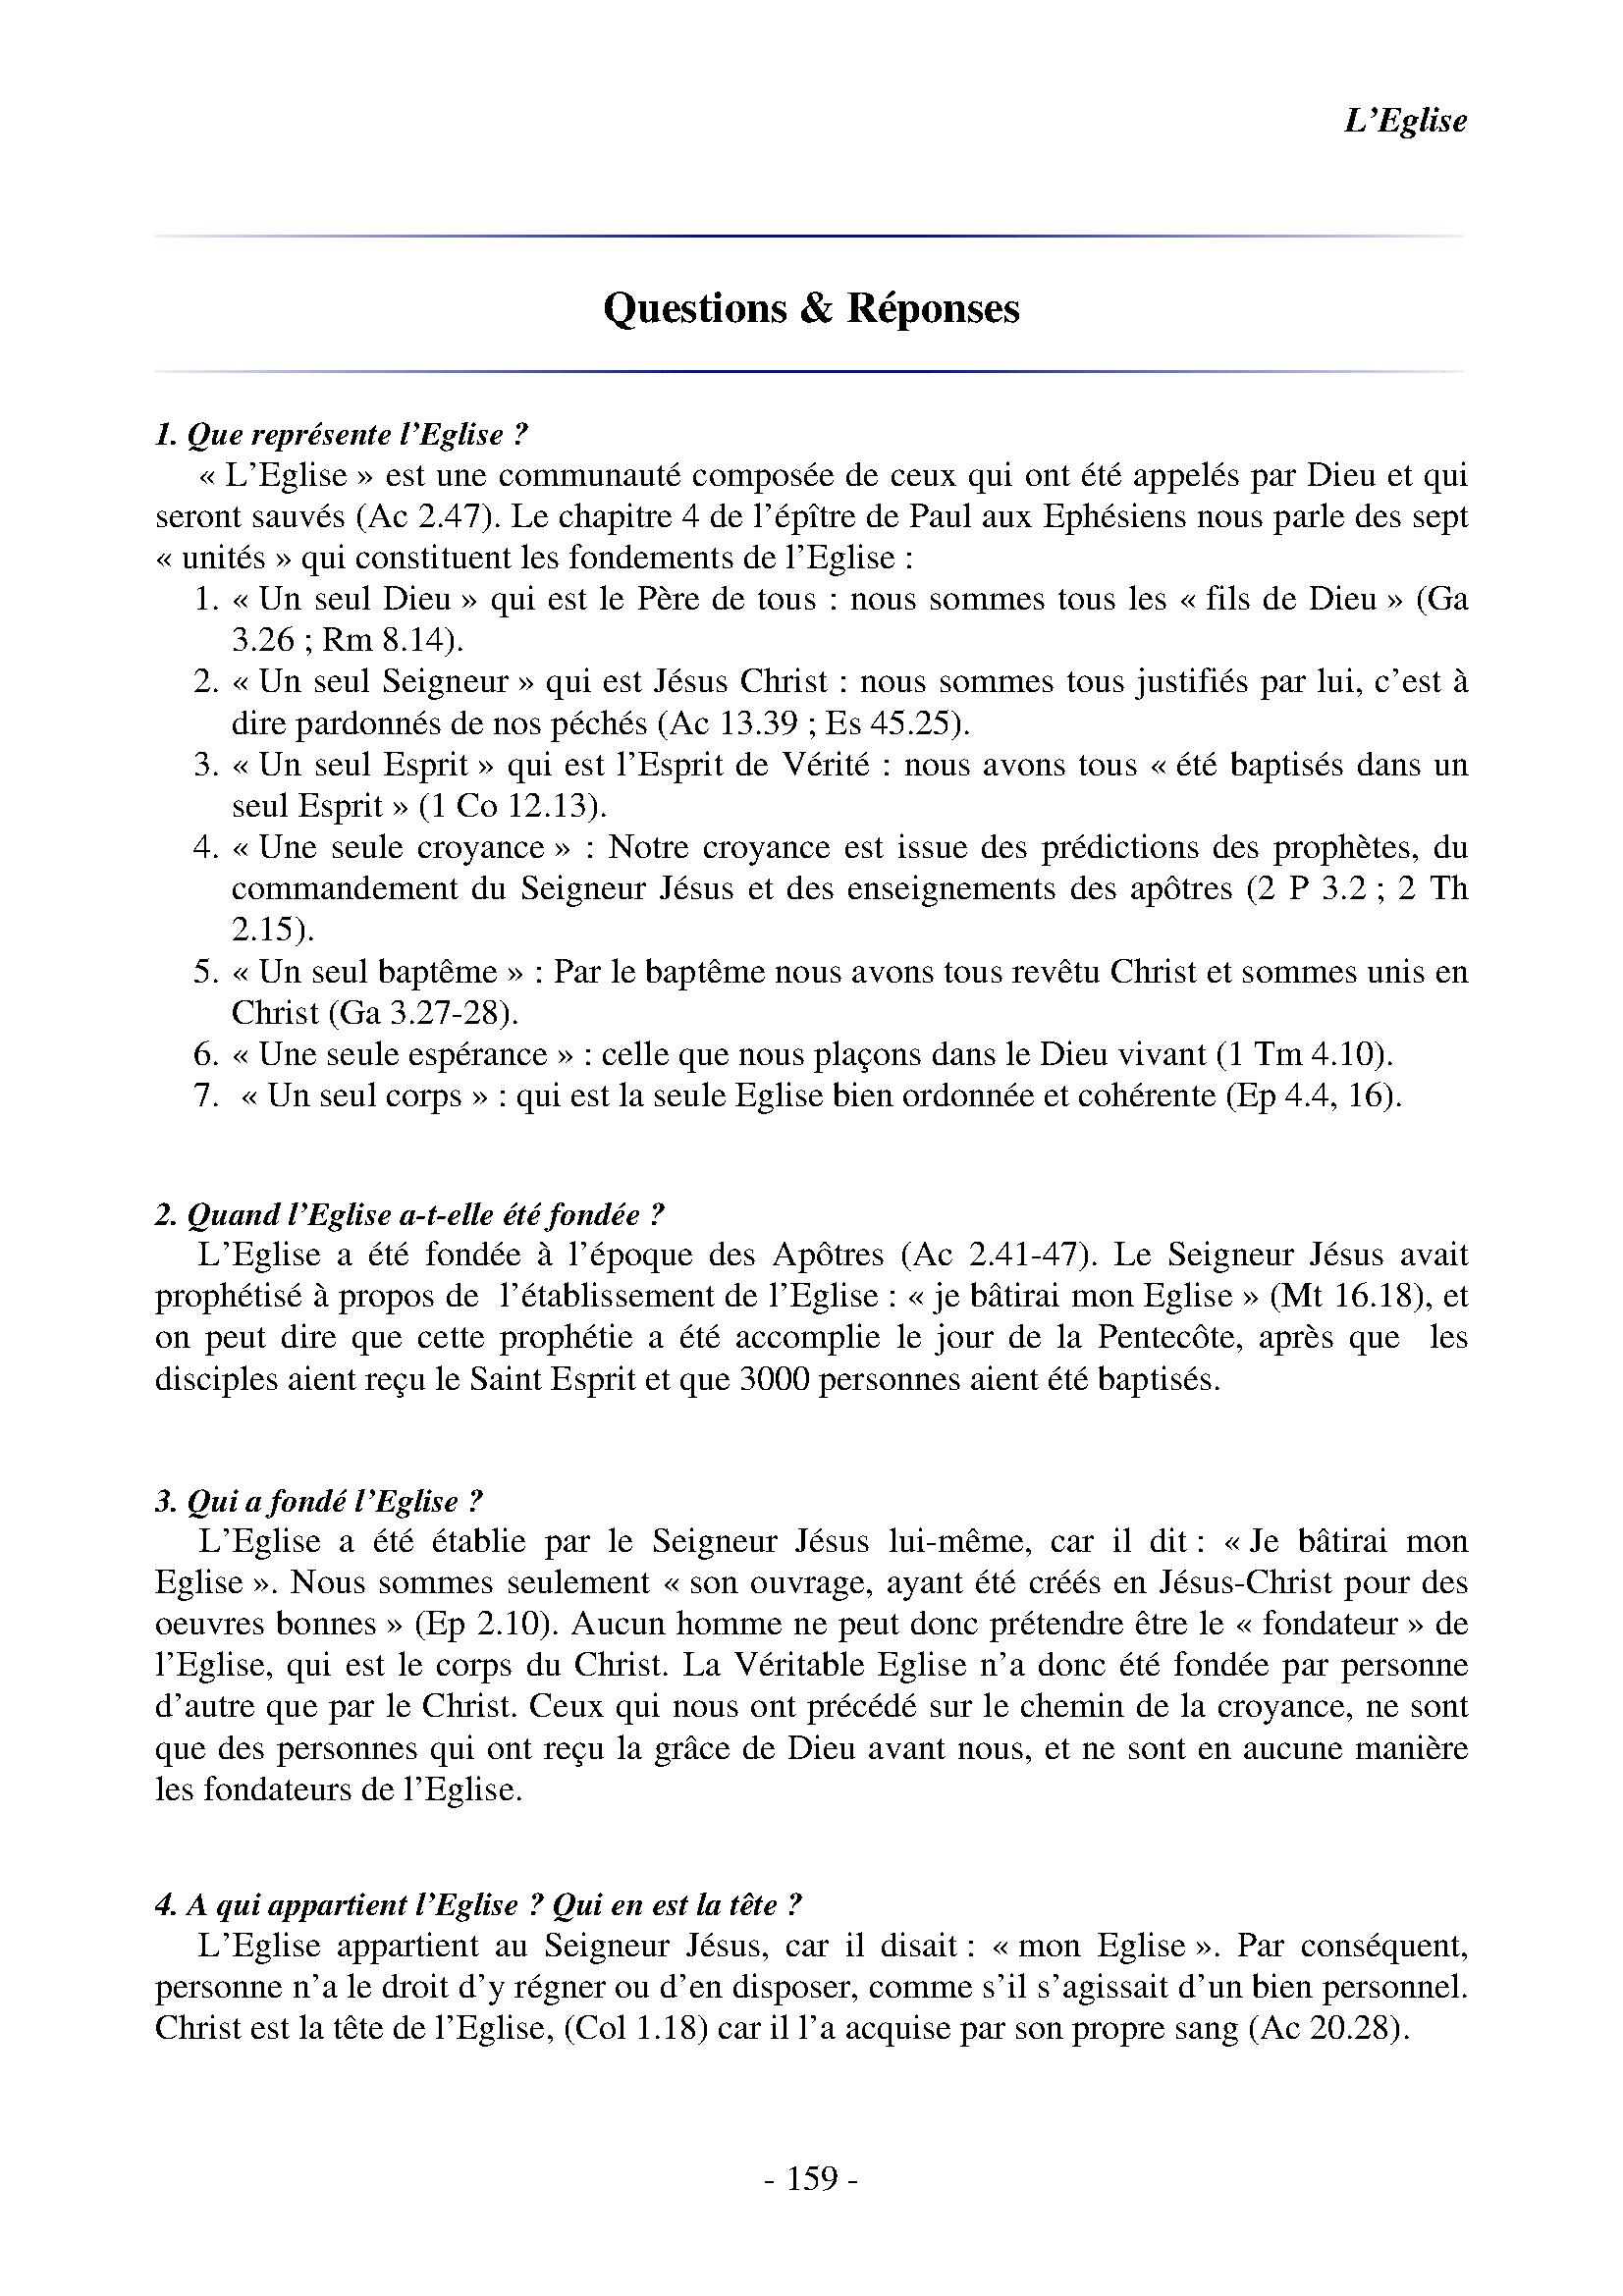 L'Eglise
Questions & Réponses
1. Que représente l'Eglise ?
« L'Eglise » est une communauté composée de ceux qui ont été appelés par Dieu et qui
seront sauvés (Ac 2.47). Le chapitre 4 de l'épître de Paul aux Ephésiens nous parle des sept
« unités » qui constituent les fondements de l'Eglise :
1. « Un seul Dieu » qui est le Père de tous : nous sommes tous les « fils de Dieu » (Ga
3.26 ; Rm 8.14).
2. « Un seul Seigneur » qui est Jésus Christ : nous sommes tous justifiés par lui, c'est à
dire pardonnés de nos péchés (Ac 13.39 ; Es 45.25).
3. « Un seul Esprit » qui est l'Esprit de Vérité : nous avons tous « été baptisés dans un
seul Esprit » (1 Co 12.13).
4. « Une seule croyance » : Notre croyance est issue des prédictions des prophètes, du
commandement du Seigneur Jésus et des enseignements des apôtres (2 P 3.2 ; 2 Th
2.15).
5. « Un seul baptême » : Par le baptême nous avons tous revêtu Christ et sommes unis en
Christ (Ga 3.27-28).
6. « Une seule espérance » : celle que nous plaçons dans le Dieu vivant (1 Tm 4.10).
7. « Un seul corps » : qui est la seule Eglise bien ordonnée et cohérente (Ep 4.4, 16).
2. Quand l'Eglise a-t-elle été fondée ?
L'Eglise a été fondée à l'époque des Apôtres (Ac 2.41-47). Le Seigneur Jésus avait
prophétisé à propos de l'établissement de l'Eglise : « je bâtirai mon Eglise » (Mt 16.18), et
on peut dire que cette prophétie a été accomplie le jour de la Pentecôte, après que les
disciples aient reçu le Saint Esprit et que 3000 personnes aient été baptisés.
3. Qui a fondé l'Eglise ?
L'Eglise a été établie par le Seigneur Jésus lui-même, car il dit : « Je bâtirai mon
Eglise ». Nous sommes seulement « son ouvrage, ayant été créés en Jésus-Christ pour des
oeuvres bonnes » (Ep 2.10). Aucun homme ne peut donc prétendre être le « fondateur » de
l'Eglise, qui est le corps du Christ. La Véritable Eglise n'a donc été fondée par personne
d'autre que par le Christ. Ceux qui nous ont précédé sur le chemin de la croyance, ne sont
que des personnes qui ont reçu la grâce de Dieu avant nous, et ne sont en aucune manière
les fondateurs de l'Eglise.
4. A qui appartient l'Eglise ? Qui en est la tête ?
L'Eglise appartient au Seigneur Jésus, car il disait : « mon Eglise ». Par conséquent,
personne n'a le droit d'y régner ou d'en disposer, comme s'il s'agissait d'un bien personnel.
Christ est la tête de l'Eglise, (Col 1.18) car il l'a acquise par son propre sang (Ac 20.28).
- 159 -